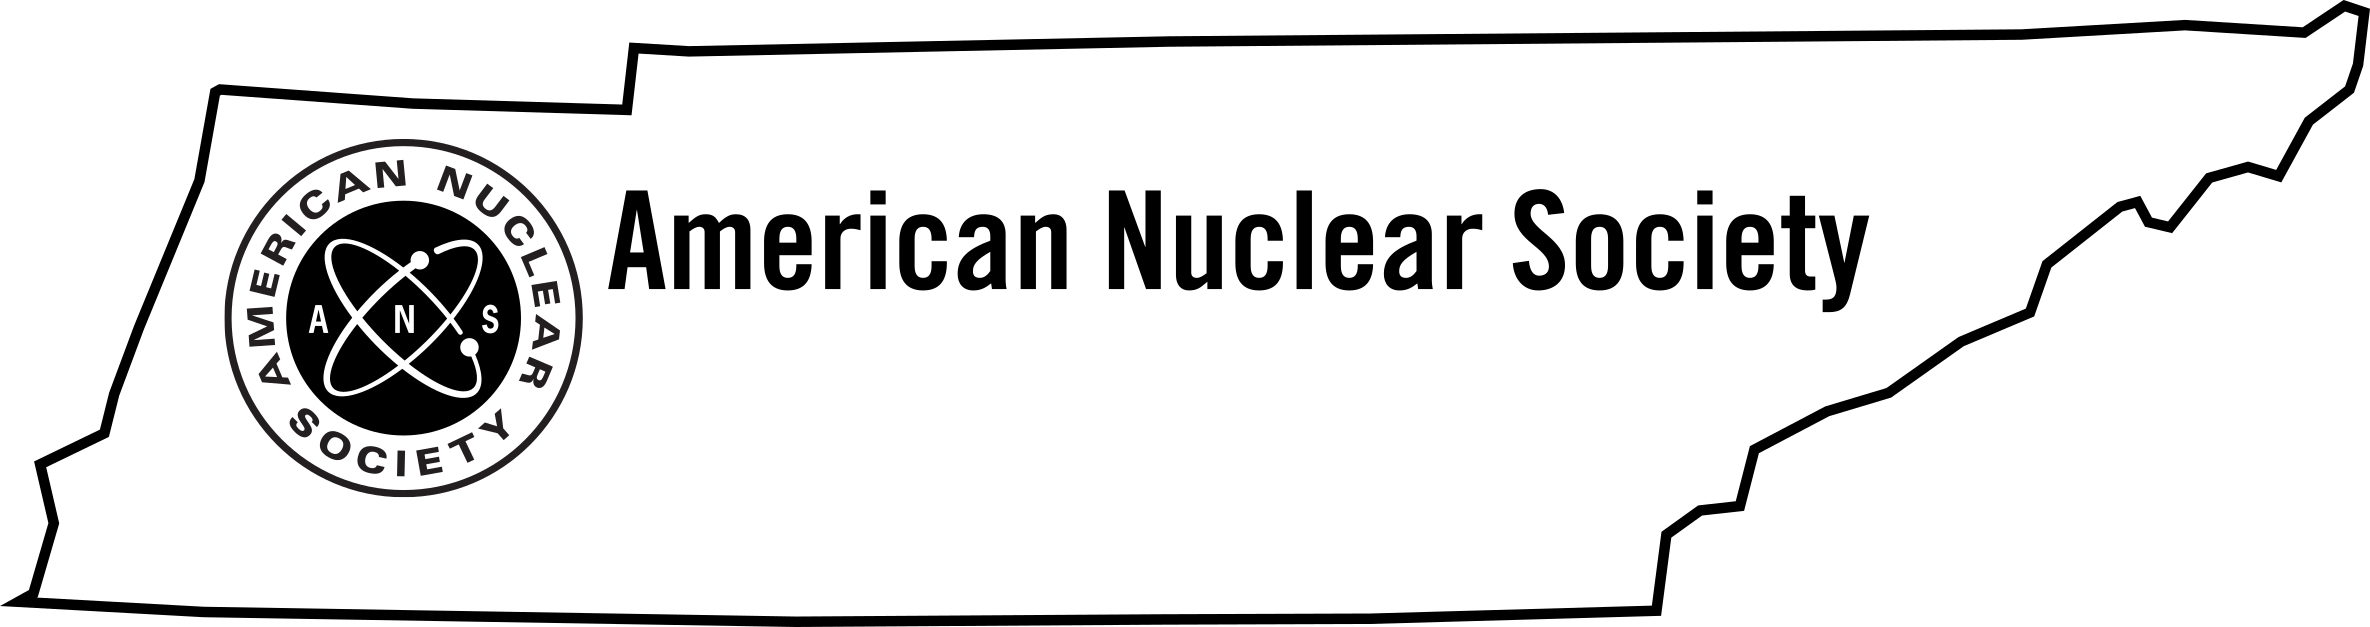 AMERICAN NUCLEAR
SOCIETY
A N S
American Nuclear Society